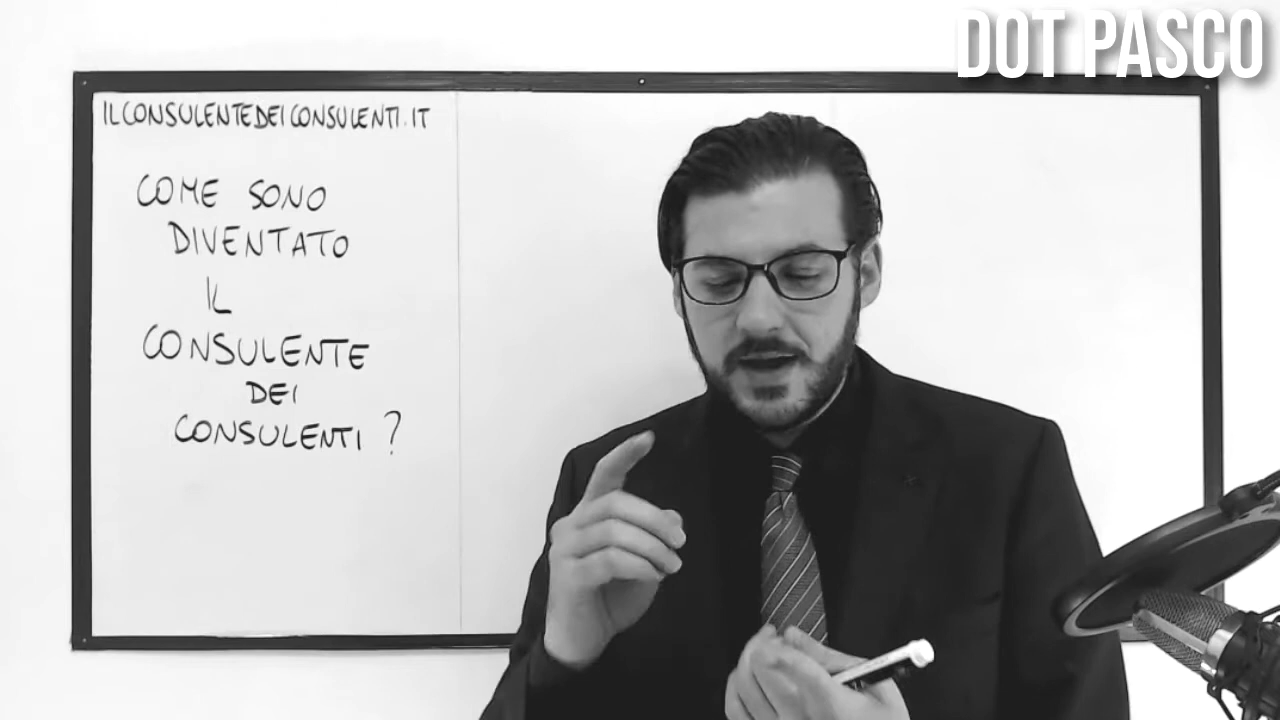 DOT PASCO
ILCONSULENTEDEICONSULENTI.IT
COME SONO
DIVENTATO
IL
CONSULENTE
DEI
CONSULENTI?